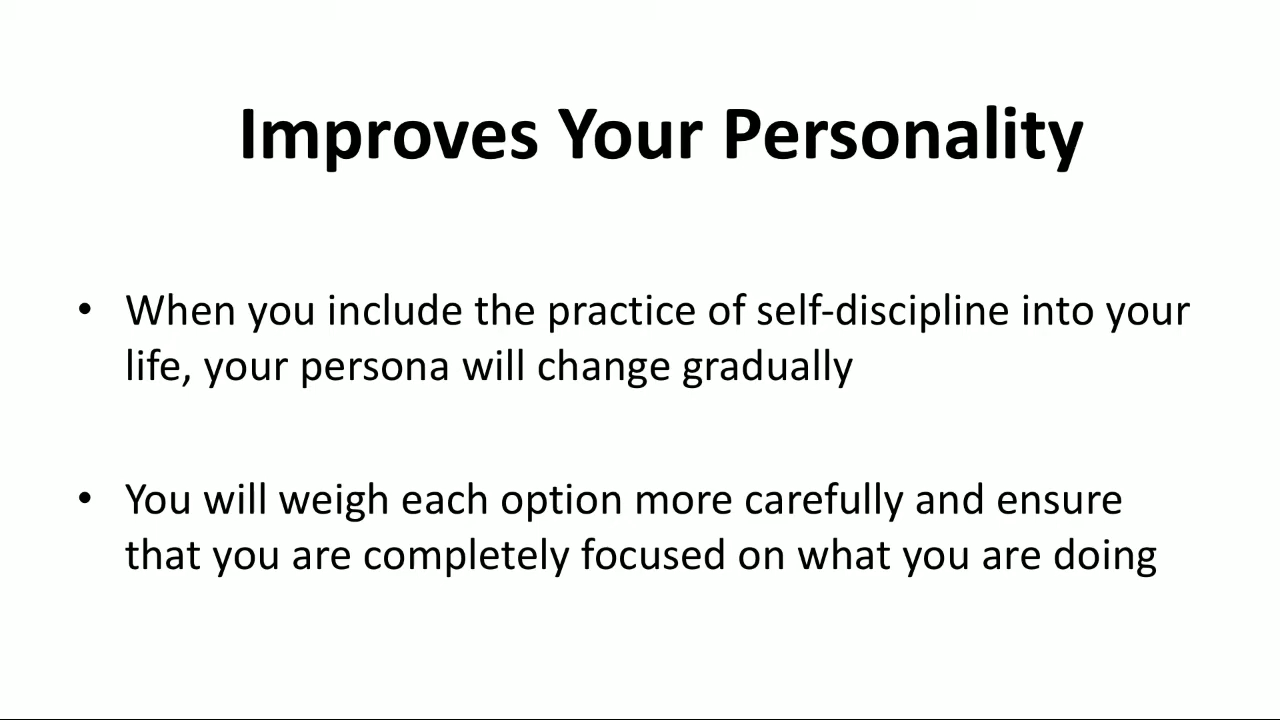 Improves Your Personality
• When you include the practice of self-discipline into your
life, your persona will change gradually
• You will weigh each option more carefully and ensure
that you are completely focused on what you are doing